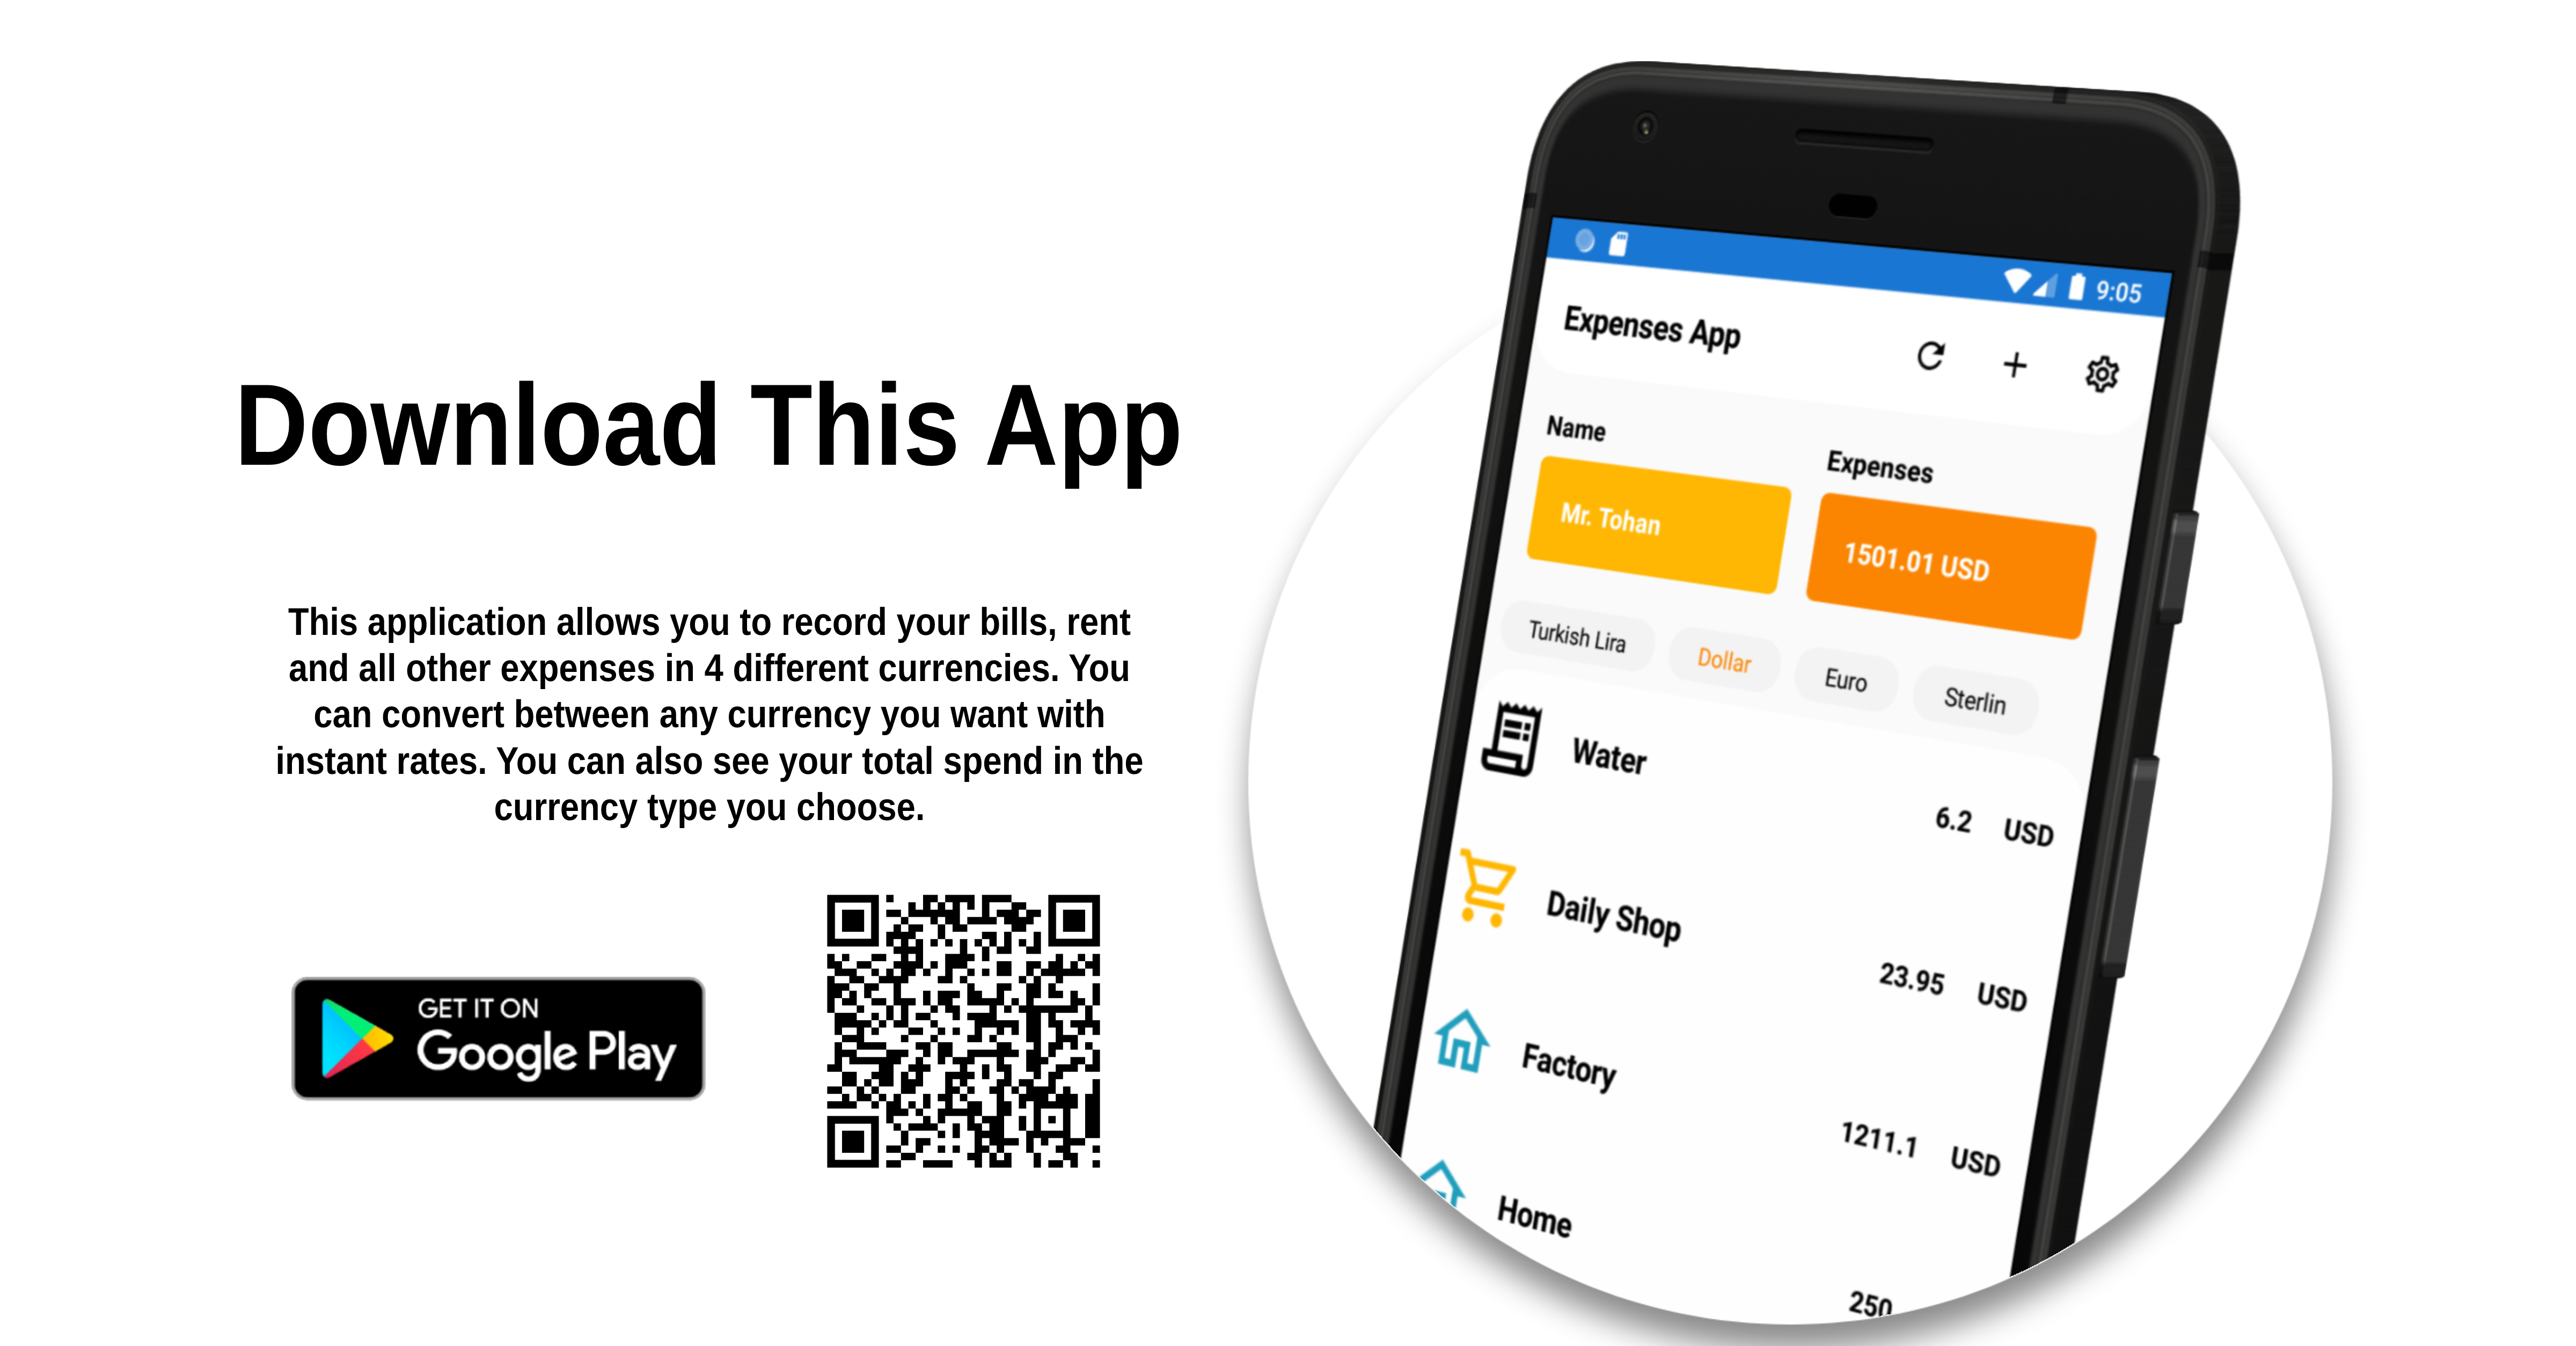 Download This App
This application allows you to record your bills, rent
and all other expenses in 4 different currencies. You
can convert between any currency you want with
instant rates. You can also see your total spend in the
currency type you choose.
GET IT ON
Google Play
9:05
Expenses App
Name
Expenses
Mr. Tohan
1501.01 USD
Turkish Lira
Dollar
Euro
Sterlin
Water
6.2 USD
Daily Shop
23.95 USD
Factory
1211.1 USD
Home
250